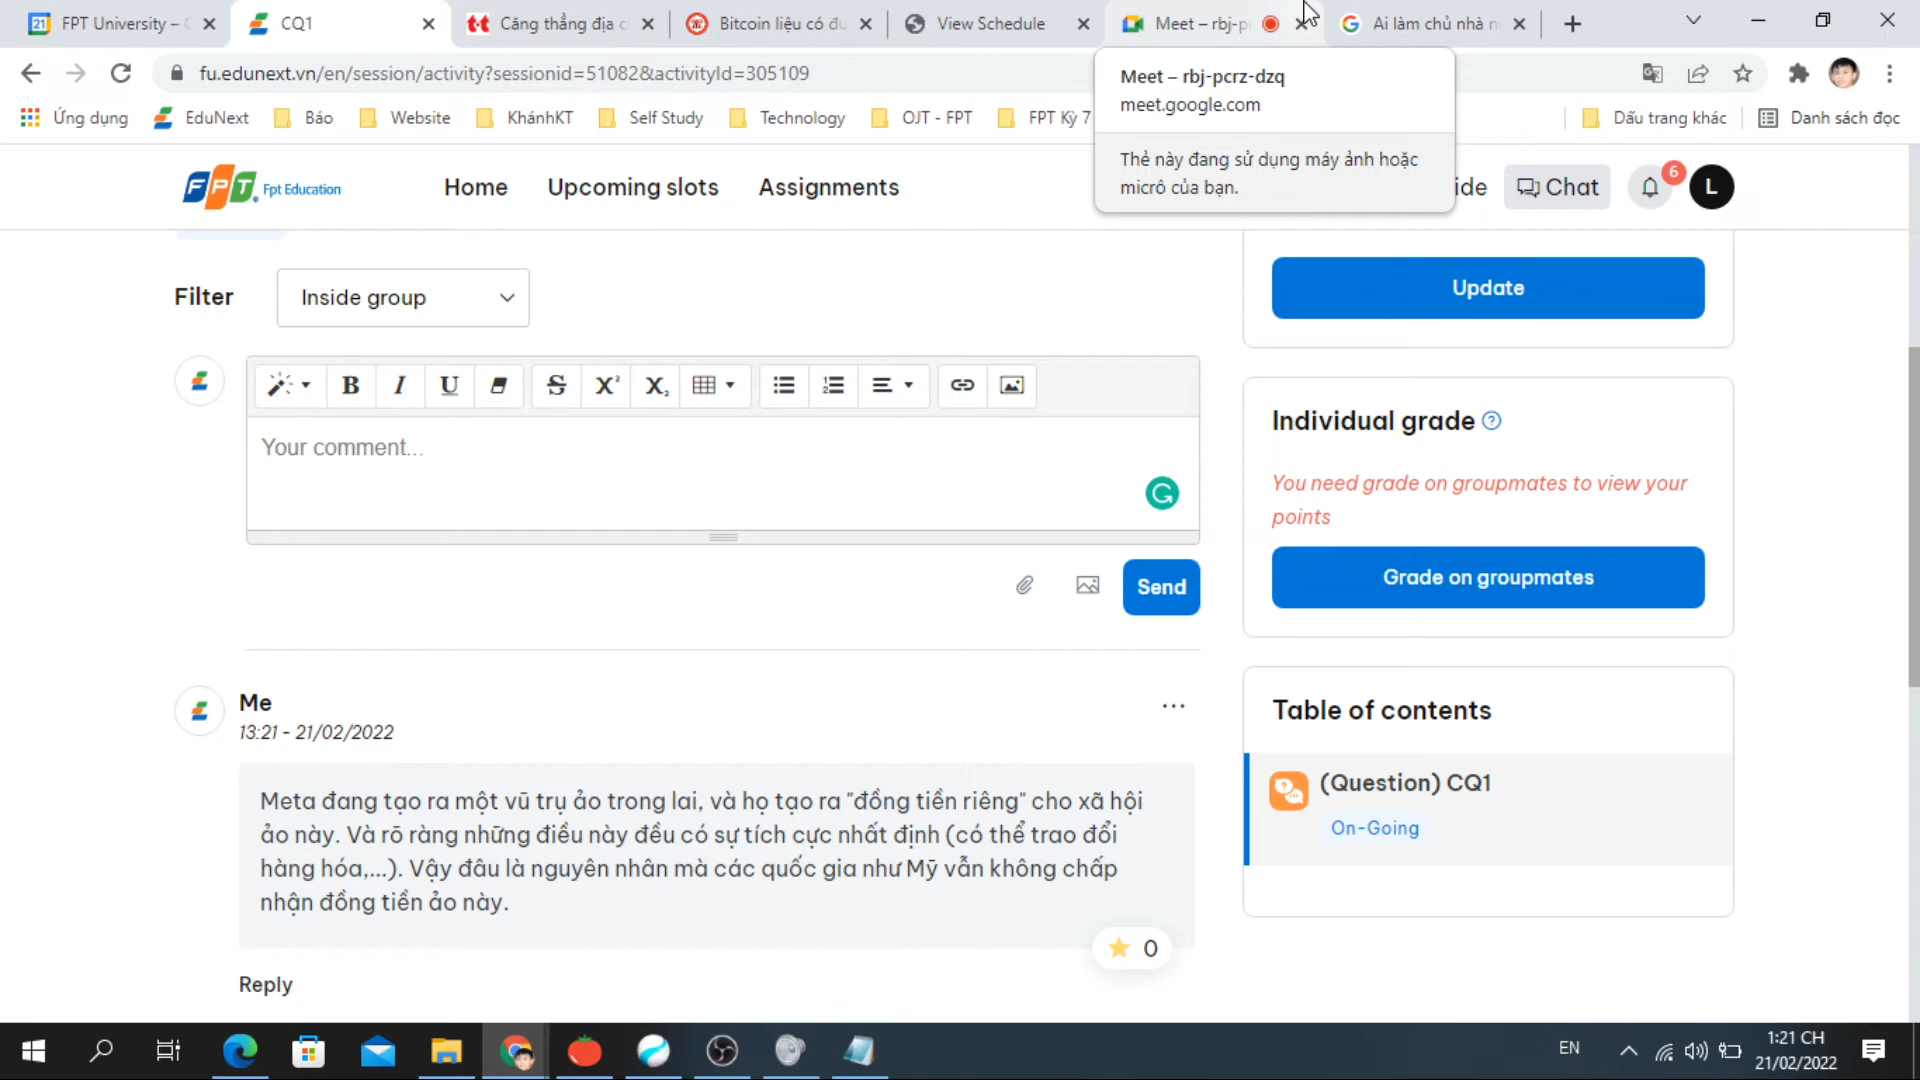 FPT University –
CQ1
Căng thẳng địa c
Bitcoin liệu có đu
View Schedule
Meet – rbj-pc
Ai làm chủ nhà n
fu.edunext.vn/en/session/activity?sessionid=51082&activityId=305109
Meet – rbj-pcrz-dzq
meet.google.com
Thẻ này đang sử dụng máy ảnh hoặc
micrô của bạn.
Ứng dụng
EduNext
Báo
Website
KhánhKT
Self Study
Technology
OJT - FPT
FPT Kỳ 7
Dấu trang khác
Danh sách đọc
FPT Fpt Education
Home
Upcoming slots
Assignments
ide
Chat
6
L
Filter
Inside group
Update
B I U S X² X₂
Your comment...
Individual grade
You need grade on groupmates to view your
points
Send
Grade on groupmates
Me
13:21 - 21/02/2022
Table of contents
(Question) CQ1
On-Going
Meta đang tạo ra một vũ trụ ảo trong lai, và họ tạo ra "đồng tiền riêng" cho xã hội
ảo này. Và rõ ràng những điều này đều có sự tích cực nhất định (có thể trao đổi
hàng hóa,...). Vậy đâu là nguyên nhân mà các quốc gia như Mỹ vẫn không chấp
nhận đồng tiền ảo này.
0
Reply
EN
1:21 CH
21/02/2022